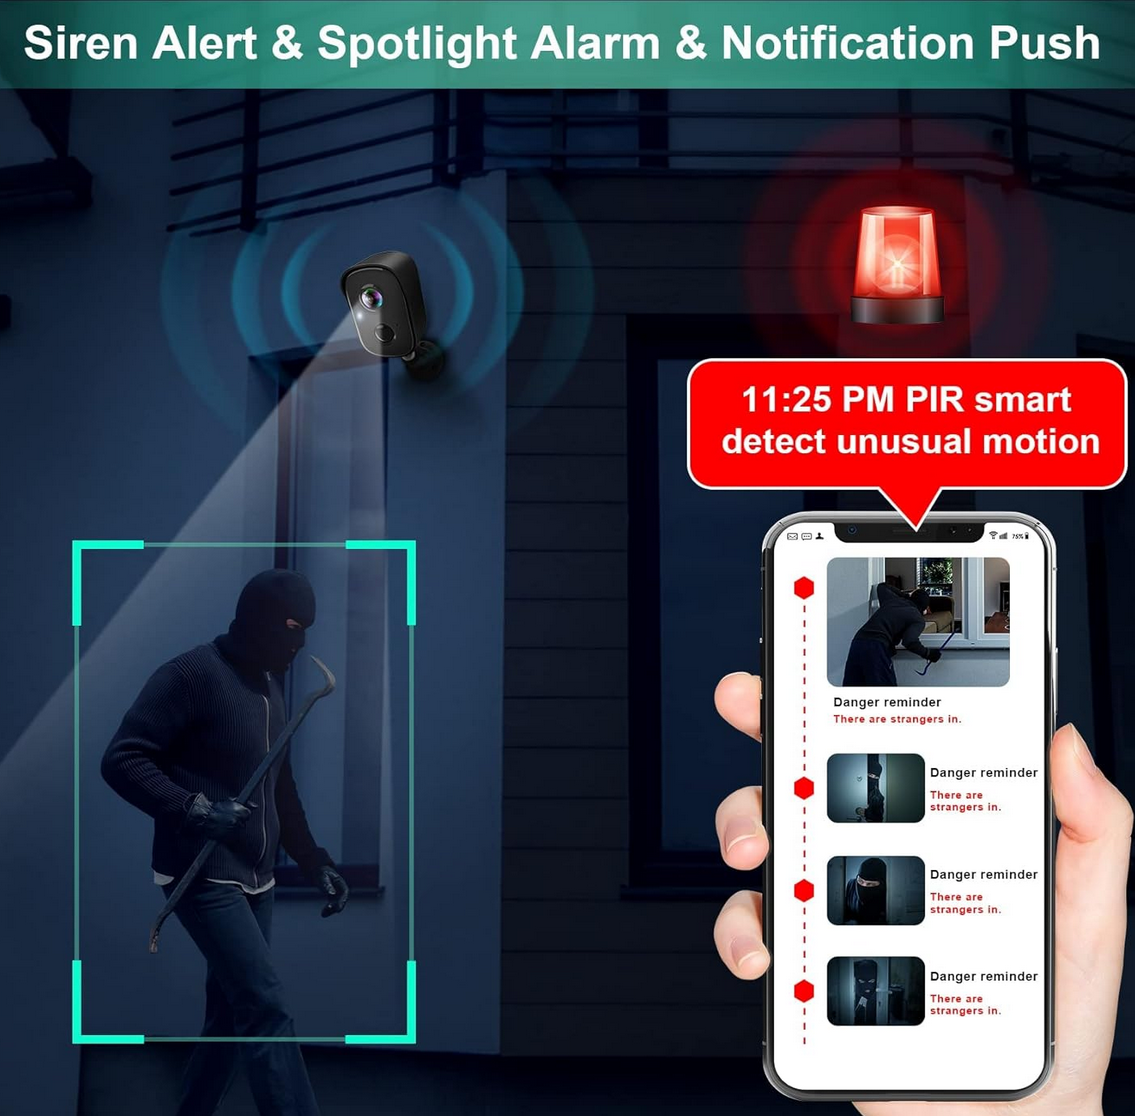 Siren Alert & Spotlight Alarm & Notification Push
11:25 PM PIR smart
detect unusual motion
75%
Danger reminder
There are strangers in.
Danger reminder
There are
strangers in.
Danger reminder
There are
strangers in.
Danger reminder
There are
strangers in.